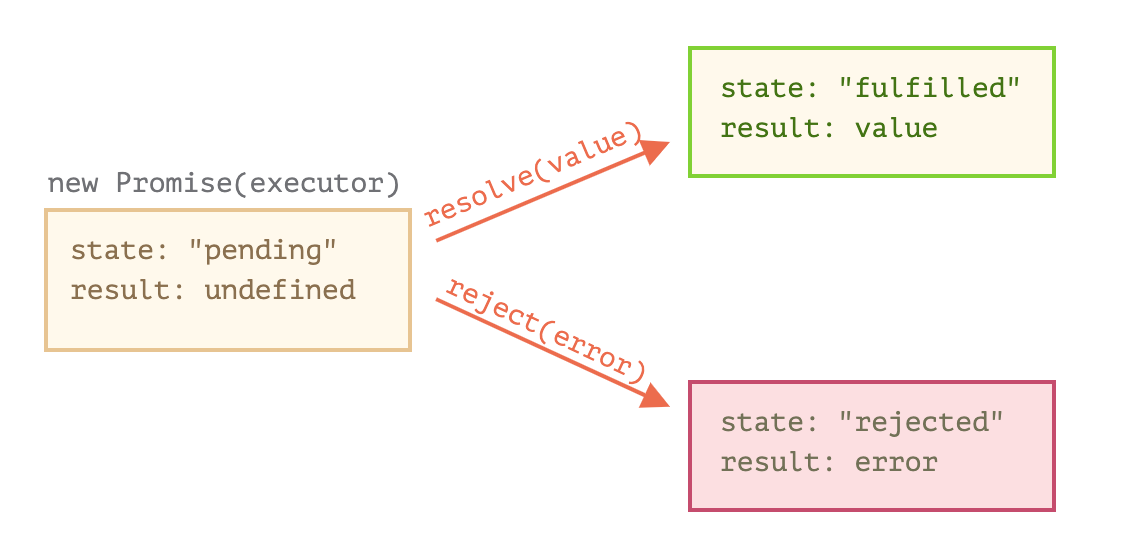 new Promise(executor)
state: "pending"
result: undefined
resolve(value)
reject(error)
state: "fulfilled"
result: value
state: "rejected"
result: error